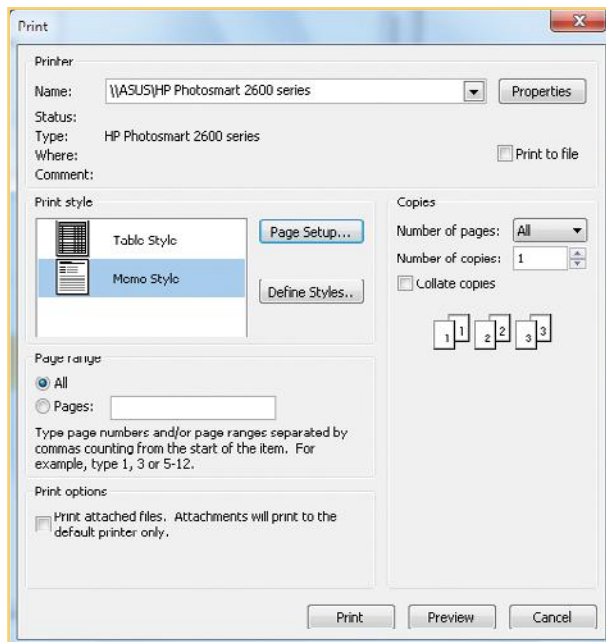 Print
Printer
Name:
\\ASUS\HP Photosmart 2600 series
Properties
Status:
Type: HP Photosmart 2600 series
Where:
Print to file
Comment:
Print style
Table Style
Memo Style
Page Setup...
Define Styles..
Copies
Number of pages: All
Number of copies: 1
Collate copies
1 1 2 2 3 3
Page range
All
Pages:
Type page numbers and/or page ranges separated by
commas counting from the start of the item. For
example, type 1, 3 or 5-12.
Print options
Print attached files. Attachments will print to the
default printer only.
Print Preview Cancel